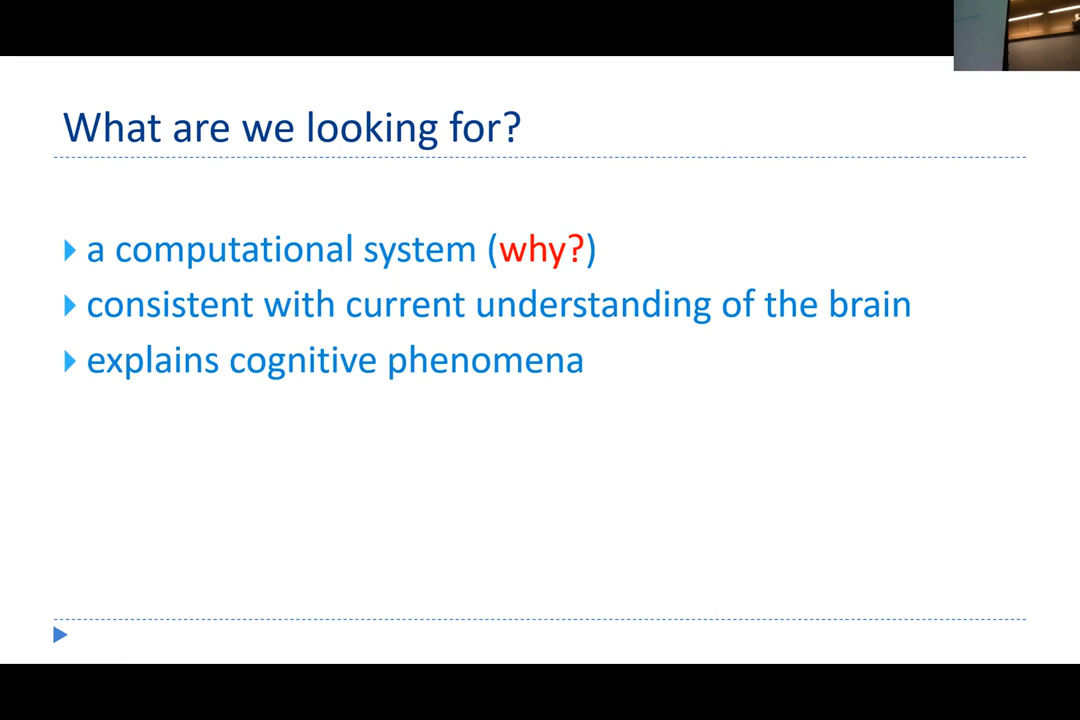 What are we looking for?
a computational system (why?)
consistent with current understanding of the brain
explains cognitive phenomena